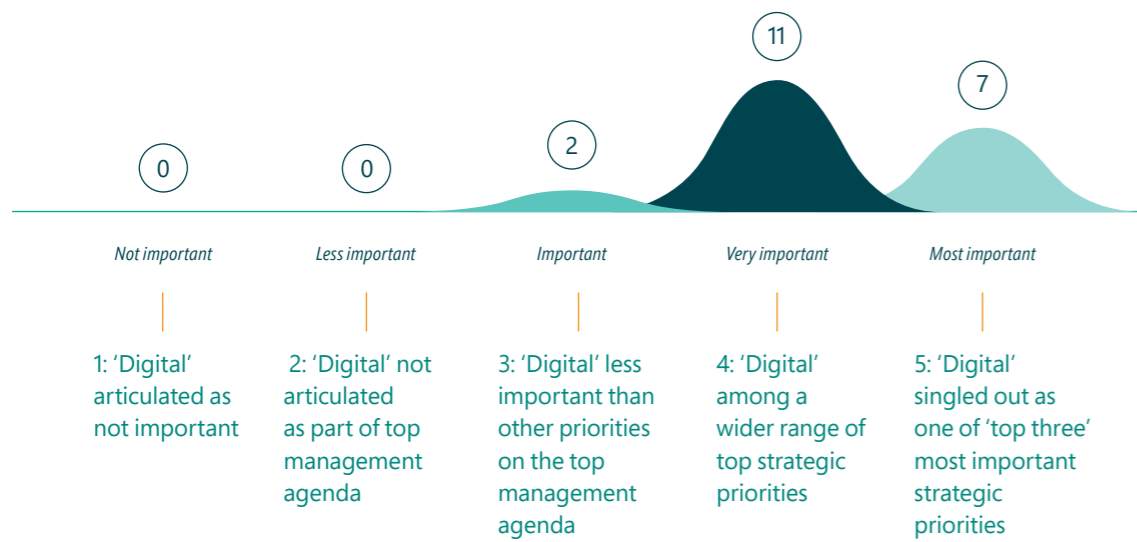 0
0
2
11
7
Not important
Less important
Important
Very important
Most important
1: ‘Digital’
articulated as
not important
2: ‘Digital’ not
articulated
as part of top
management
agenda
3: ‘Digital’ less
important than
other priorities
on the top
management
agenda
4: ‘Digital’
among a
wider range of
top strategic
priorities
5: ‘Digital’
singled out as
one of ‘top three’
most important
strategic
priorities